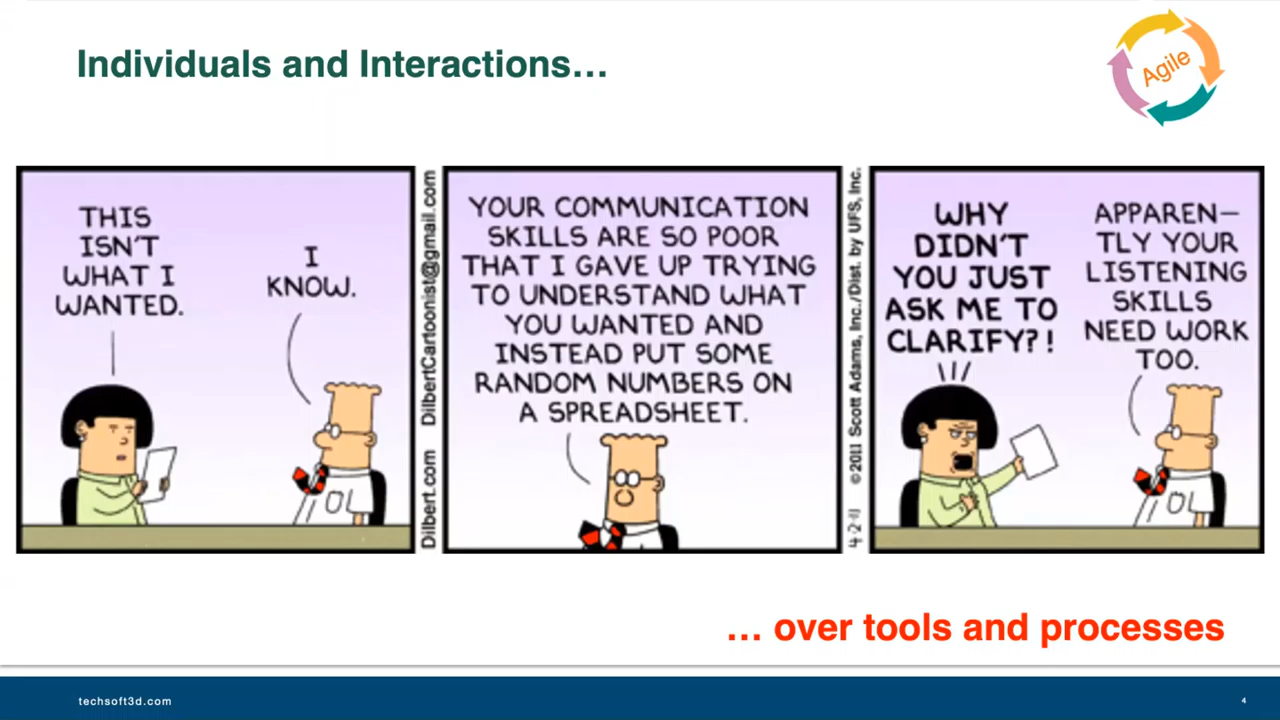 Individuals and Interactions…
Agile
THIS
ISN'T
WHAT I
WANTED.
I
KNOW.
DilbertCartoonist@gmail.com
Dilbert.com
YOUR COMMUNICATION
SKILLS ARE SO POOR
THAT I GAVE UP TRYING
TO UNDERSTAND WHAT
YOU WANTED AND
INSTEAD PUT SOME
RANDOM NUMBERS ON
A SPREADSHEET.
©2011 Scott Adams, Inc./Dist. by UFS, Inc.
4-2-11
WHY
DIDN'T
YOU JUST
ASK ME TO
CLARIFY?!
APPAREN–
TLY YOUR
LISTENING
SKILLS
NEED WORK
TOO.
… over tools and processes
techsoft3d.com
4